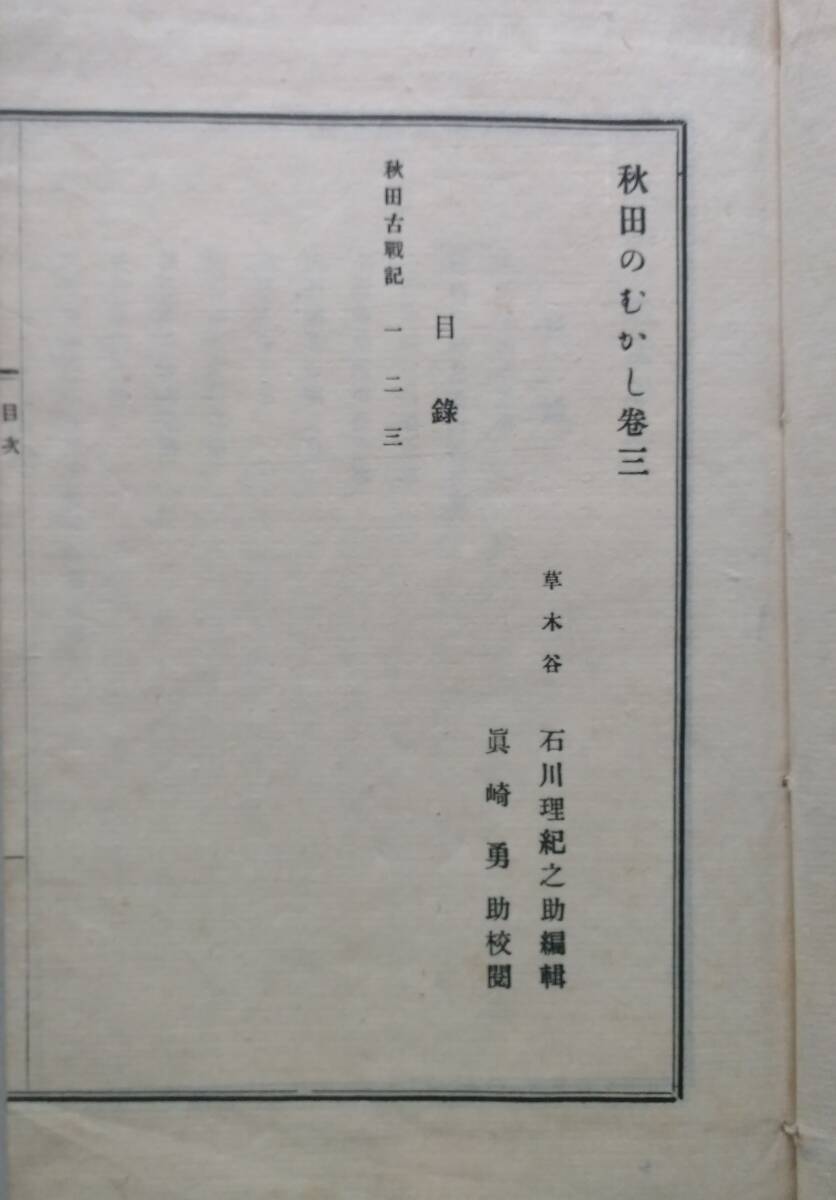 秋田のむかし卷三
草木谷 石川理紀之助編輯
眞崎勇助校閲
目錄
秋田古戰記 一 二 三
目次